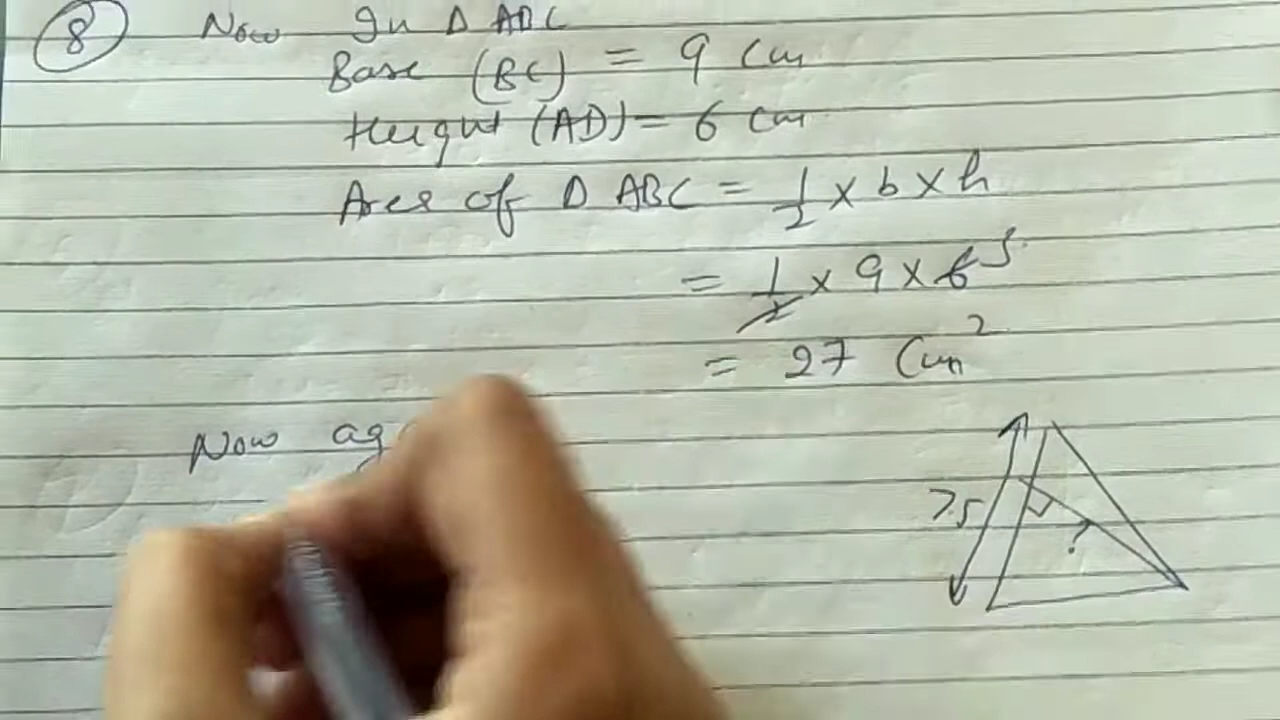 8 Now In Δ ABC
Base (BC) = 9 cm
Height (AD) = 6 cm
Area of Δ ABC = 1/2 × b × h
= 1/2 × 9 × 6 3
= 27 cm²
Now ag
7.5
?